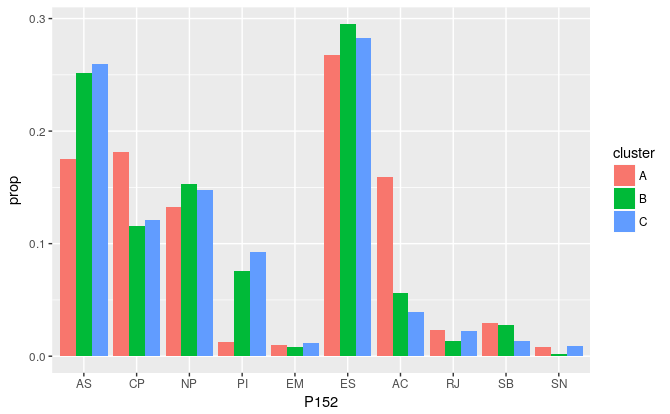 0.3
0.2
0.1
0.0
prop
AS CP NP PI EM ES AC RJ SB SN
P152
cluster
A
B
C